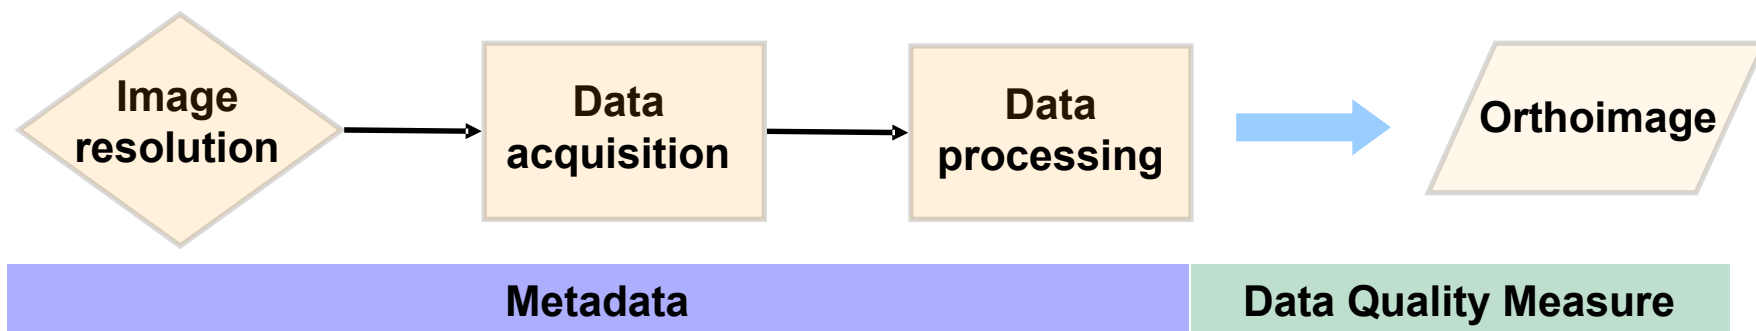 Image
resolution
Data
acquisition
Data
processing
Orthoimage
Metadata
Data Quality Measure